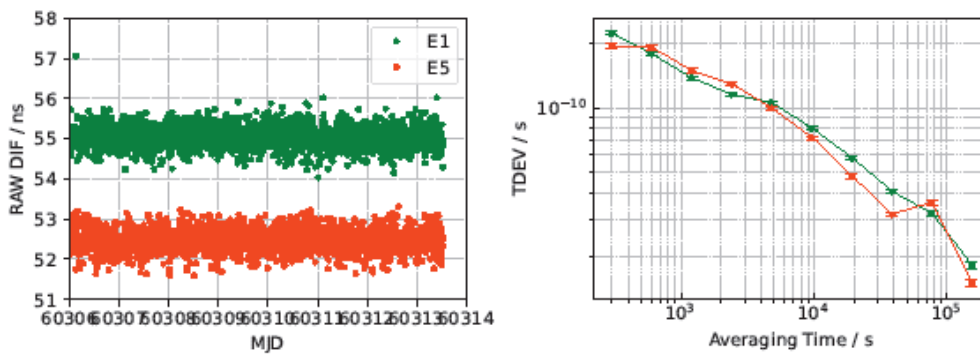 58
57
56
55
54
53
52
51
RAW DIF / ns
E1
E5
60306 60307 60308 60309 60310 60311 60312 60313 60314
MJD
10⁻¹⁰
TDEV / s
10³ 10⁴ 10⁵
Averaging Time / s